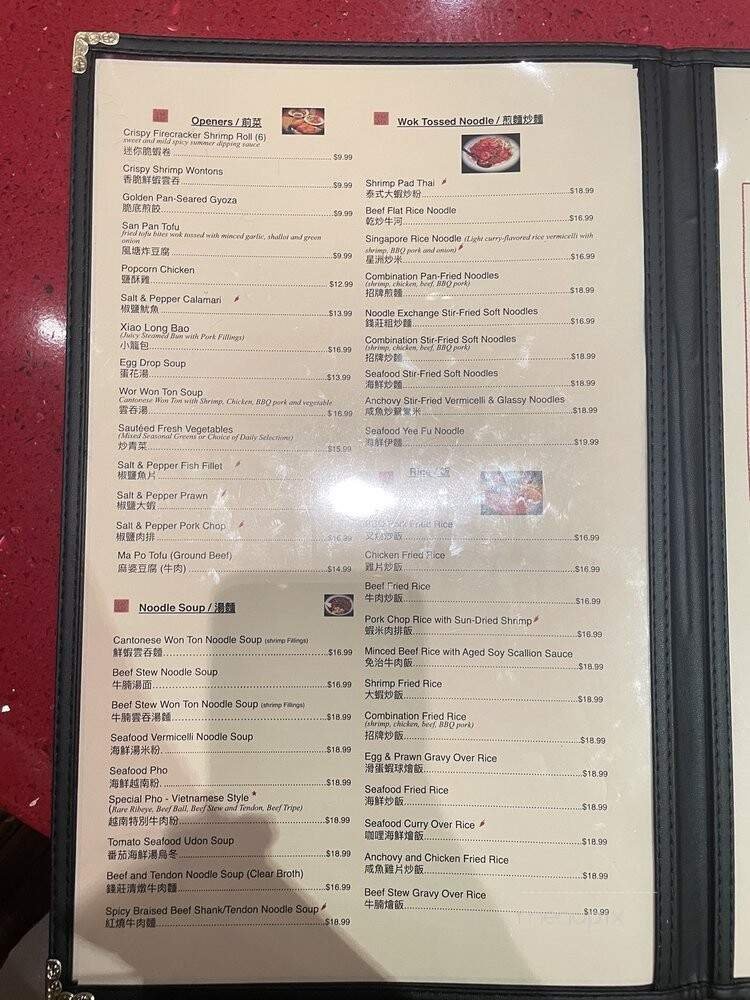 Openers / 前菜
Crispy Firecracker Shrimp Roll (6)
sweet and mild spicy summer dipping sauce
迷你脆蝦卷 $9.99
Crispy Shrimp Wontons
香脆鮮蝦雲吞 $9.99
Golden Pan-Seared Gyoza
脆底煎餃 $9.99
San Pan Tofu
fried tofu bites wok tossed with minced garlic, shallot and green
onion
風塘炸豆腐 $9.99
Popcorn Chicken
鹽酥雞 $12.99
Salt & Pepper Calamari
椒鹽魷魚 $13.99
Xiao Long Bao
(Juicy Steamed Bun with Pork Fillings)
小籠包 $16.99
Egg Drop Soup
蛋花湯 $13.99
Wor Won Ton Soup
Cantonese Won Ton with Shrimp, Chicken, BBQ pork and vegetable
雲吞湯 $16.99
Sautéed Fresh Vegetables
(Mixed Seasonal Greens or Choice of Daily Selections)
炒青菜 $15.99
Salt & Pepper Fish Fillet
椒鹽魚片
Salt & Pepper Prawn
椒鹽大蝦
Salt & Pepper Pork Chop
椒鹽肉排 $16.99
Ma Po Tofu (Ground Beef)
麻婆豆腐 (牛肉) $14.99
Noodle Soup / 湯麵
Cantonese Won Ton Noodle Soup (shrimp Fillings)
鮮蝦雲吞麵 $16.99
Beef Stew Noodle Soup
牛腩湯面 $16.99
Beef Stew Won Ton Noodle Soup (shrimp Fillings)
牛腩雲吞湯麵 $18.99
Seafood Vermicelli Noodle Soup
海鮮湯米粉 $18.99
Seafood Pho
海鮮越南粉 $18.99
Special Pho - Vietnamese Style *
(Rare Ribeye, Beef Ball, Beef Stew and Tendon, Beef Tripe)
越南特別牛肉粉 $18.99
Tomato Seafood Udon Soup
番茄海鮮湯烏冬 $18.99
Beef and Tendon Noodle Soup (Clear Broth)
錢莊清燉牛肉麵 $16.99
Spicy Braised Beef Shank/Tendon Noodle Soup
紅燒牛肉麵 $18.99
Wok Tossed Noodle / 煎麵炒麵
Shrimp Pad Thai
泰式大蝦炒粉 $18.99
Beef Flat Rice Noodle
乾炒牛河 $16.99
Singapore Rice Noodle (Light curry-flavored rice vermicelli with
shrimp, BBQ pork and onion)
星洲炒米 $16.99
Combination Pan-Fried Noodles
(shrimp, chicken, beef, BBQ pork)
招牌煎麵 $18.99
Noodle Exchange Stir-Fried Soft Noodles
錢莊粗炒麵 $16.99
Combination Stir-Fried Soft Noodles
(shrimp, chicken, beef, BBQ pork)
招牌炒麵 $18.99
Seafood Stir-Fried Soft Noodles
海鮮炒麵 $18.99
Anchovy Stir-Fried Vermicelli & Glassy Noodles
咸魚炒鴛鴦米 $18.99
Seafood Yee Fu Noodle
海鮮伊麵 $19.99
Rice / 飯
BBQ Pork Fried Rice
叉燒炒飯 $16.99
Chicken Fried Rice
雞片炒飯 $16.99
Beef Fried Rice
牛肉炒飯 $16.99
Pork Chop Rice with Sun-Dried Shrimp
蝦米肉排飯 $16.99
Minced Beef Rice with Aged Soy Scallion Sauce
免治牛肉飯 $18.99
Shrimp Fried Rice
大蝦炒飯 $18.99
Combination Fried Rice
(shrimp, chicken, beef, BBQ pork)
招牌炒飯 $18.99
Egg & Prawn Gravy Over Rice
滑蛋蝦球燴飯 $18.99
Seafood Fried Rice
海鮮炒飯 $18.99
Seafood Curry Over Rice
咖哩海鮮燴飯 $18.99
Anchovy and Chicken Fried Rice
咸魚雞片炒飯 $18.99
Beef Stew Gravy Over Rice
牛腩燴飯 $19.99